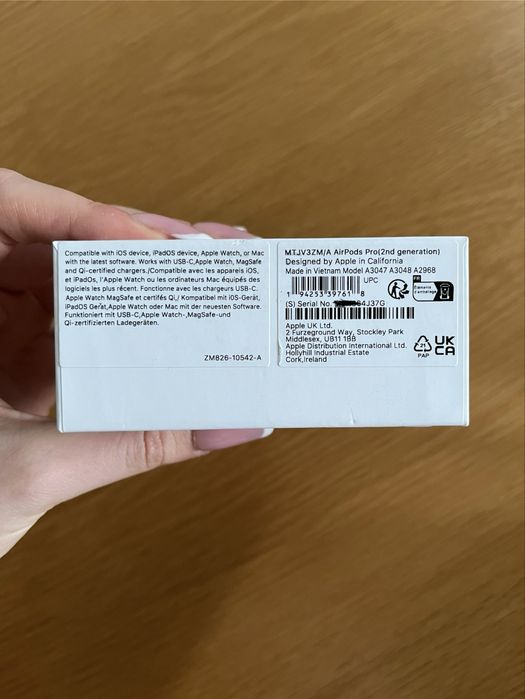 Compatible with iOS device, iPadOS device, Apple Watch, or Mac
with the latest software. Works with USB-C,Apple Watch, MagSafe
and Qi-certified chargers./Compatible avec les appareils iOS,
et iPadOs, l'Apple Watch ou les ordinateurs Mac équipés des
logiciels les plus récent. Fonctionne avec les chargeurs USB-C.
Apple Watch MagSafe et certifés Qi,/ Kompatibel mit iOS-Gerät,
iPadOS Gerät,Apple Watch oder Mac mit der neuesten Software.
Funktioniert mit USB-C,Apple Watch-,MagSafe-und
Qi-zertifizierten Ladegeräten.
ZM826-10542-A
MTJV3ZM/A AirPods Pro(2nd generation)
Designed by Apple in California
Made in Vietnam Model A3047 A3048 A2968
1 94253 39761 8
UPC
FR
Éléments
d'emballage
(S) Serial No. 4J37G
Apple UK Ltd.
2 Furzeground Way, Stockley Park
Middlesex, UB11 1BB
Apple Distribution International Ltd.
Hollyhill Industrial Estate
Cork,Ireland
21
PAP
UK
CA